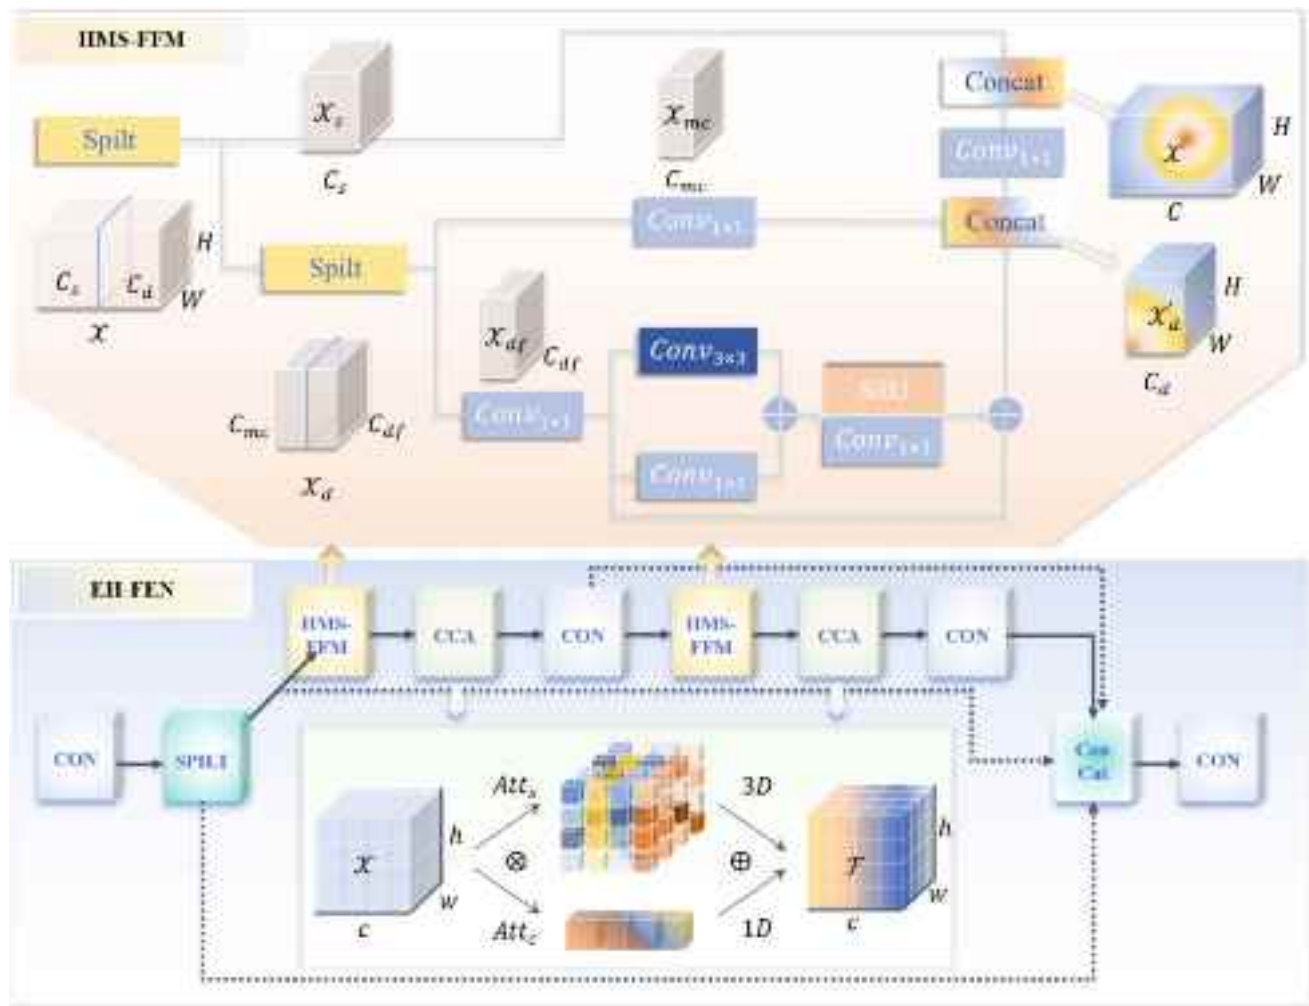 HMS-FFM
Spilt
X_s
C_s
X_mc
C_mc
Concat
Conv_1×1
X
H
W
C
C_s C_d
H
W
X
Spilt
Conv_1×1
Concat
X'_d
H
W
C_d
C_mc C_df
X_d
X_df
C_df
Conv_1×1
Conv_3×3
Conv_1×1
Conv_1×1
EH-FEN
HMS-
FFM
CCA
CON
HMS-
FFM
CCA
CON
CON
SPILT
Con
Cat
CON
X
h
w
c
Att_s
⊗
Att_c
3D
⊕
1D
T
h
w
c